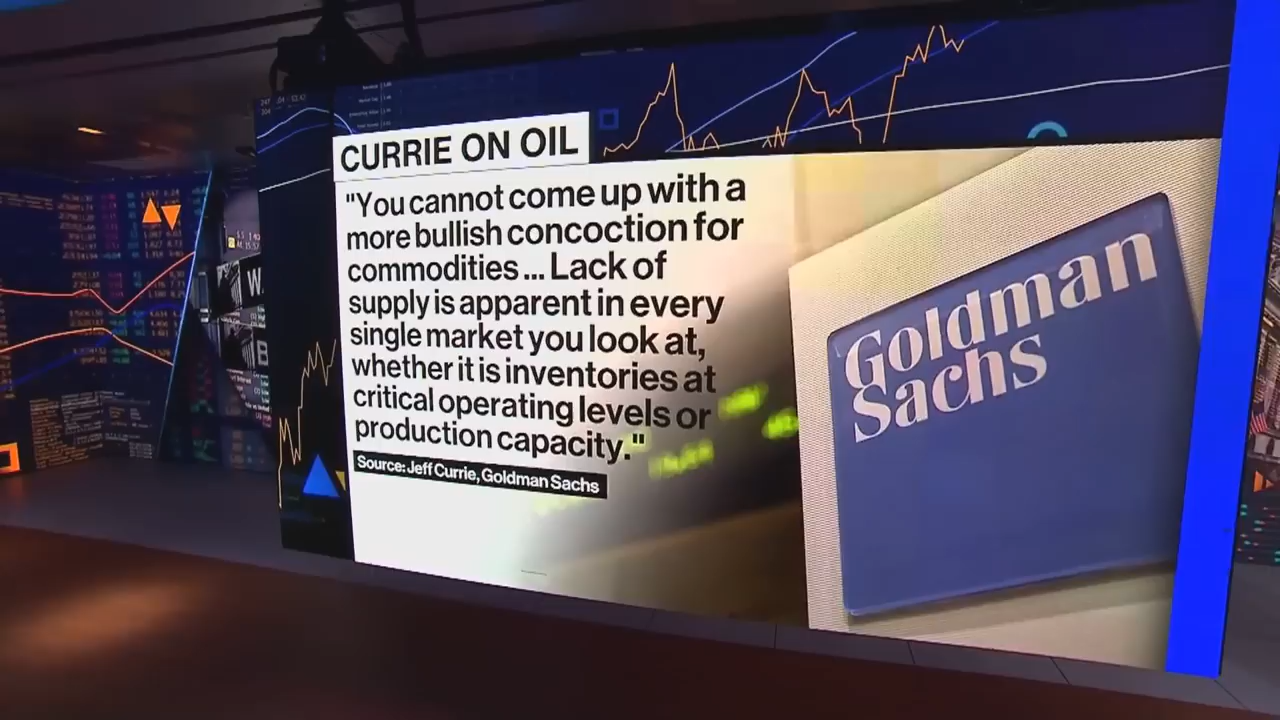 CURRIE ON OIL
"You cannot come up with a
more bullish concoction for
commodities ... Lack of
supply is apparent in every
single market you look at,
whether it is inventories at
critical operating levels or
production capacity."
Source: Jeff Currie, Goldman Sachs
Goldman
Sachs